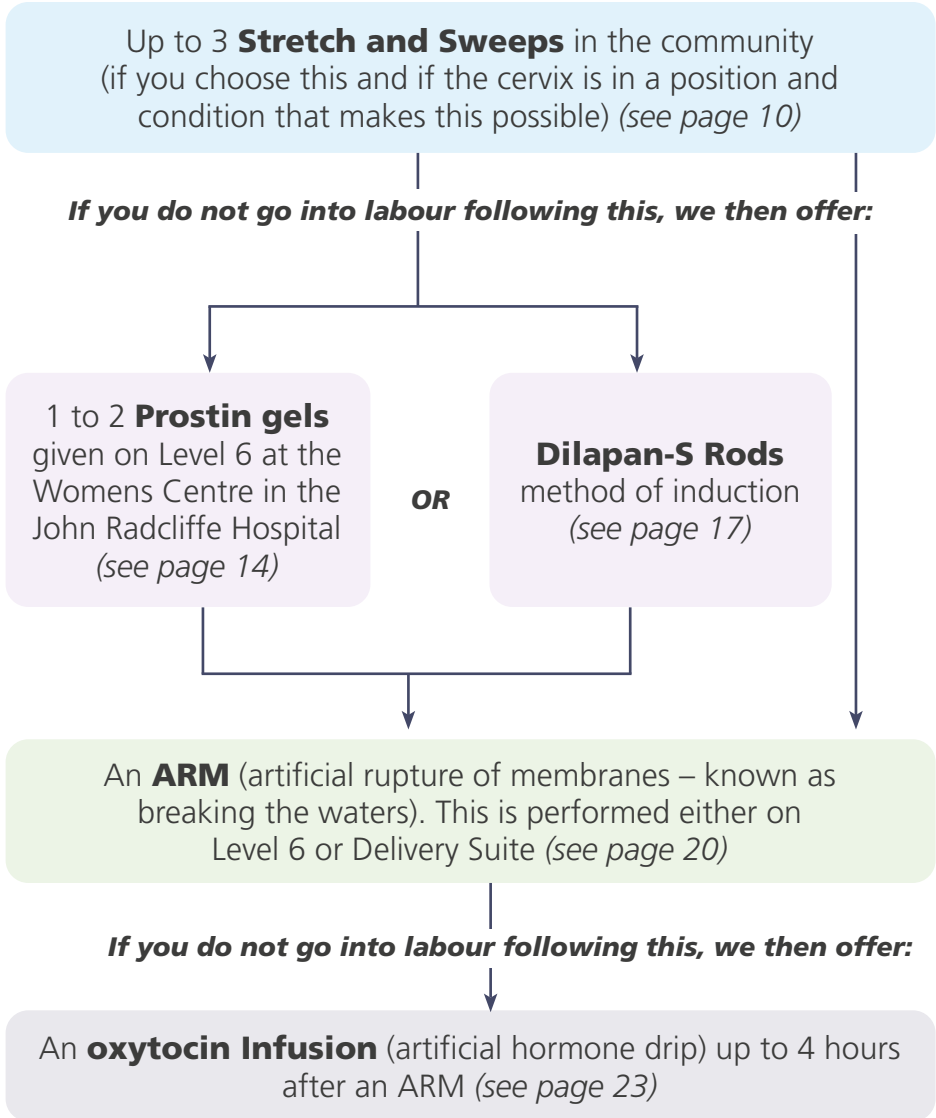 Up to 3 Stretch and Sweeps in the community
(if you choose this and if the cervix is in a position and
condition that makes this possible) (see page 10)
If you do not go into labour following this, we then offer:
1 to 2 Prostin gels
given on Level 6 at the
Womens Centre in the
John Radcliffe Hospital
(see page 14)
OR
Dilapan-S Rods
method of induction
(see page 17)
An ARM (artificial rupture of membranes – known as
breaking the waters). This is performed either on
Level 6 or Delivery Suite (see page 20)
If you do not go into labour following this, we then offer:
An oxytocin Infusion (artificial hormone drip) up to 4 hours
after an ARM (see page 23)